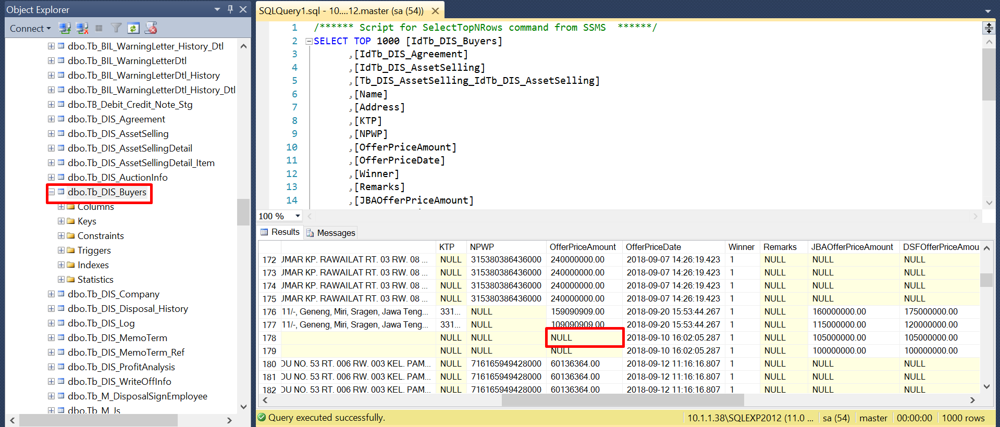 Object Explorer
Connect
dbo.Tb_BIL_WarningLetter_History_Dtl
dbo.Tb_BIL_WarningLetterDtl
dbo.Tb_BIL_WarningLetterDtl_History
dbo.Tb_BIL_WarningLetterDtl_History_Dtl
dbo.TB_Debit_Credit_Note_Stg
dbo.Tb_DIS_Agreement
dbo.Tb_DIS_AssetSelling
dbo.Tb_DIS_AssetSellingDetail
dbo.Tb_DIS_AssetSellingDetail_Item
dbo.Tb_DIS_AuctionInfo
dbo.Tb_DIS_Buyers
Columns
Keys
Constraints
Triggers
Indexes
Statistics
dbo.Tb_DIS_Company
dbo.Tb_DIS_Disposal_History
dbo.Tb_DIS_Log
dbo.Tb_DIS_MemoTerm
dbo.Tb_DIS_MemoTerm_Ref
dbo.Tb_DIS_ProfitAnalysis
dbo.Tb_DIS_WriteOffInfo
dbo.Tb_M_DisposalSignEmployee
dbo.Tb_M_Js
SQLQuery1.sql - 10....12.master (sa (54))
1 /****** Script for SelectTopNRows command from SSMS ******/
2 SELECT TOP 1000 [IdTb_DIS_Buyers]
3 ,[IdTb_DIS_Agreement]
4 ,[IdTb_DIS_AssetSelling]
5 ,[Tb_DIS_AssetSelling_IdTb_DIS_AssetSelling]
6 ,[Name]
7 ,[Address]
8 ,[KTP]
9 ,[NPWP]
10 ,[OfferPriceAmount]
11 ,[OfferPriceDate]
12 ,[Winner]
13 ,[Remarks]
14 ,[JBAOfferPriceAmount]
100 %
Results Messages
KTP NPWP OfferPriceAmount OfferPriceDate Winner Remarks JBAOfferPriceAmount DSFOfferPriceAmou
172 JMAR KP. RAWAILAT RT. 03 RW. 08 ... NULL 315380386436000 240000000.00 2018-09-07 14:26:19.423 1 NULL NULL NULL
173 JMAR KP. RAWAILAT RT. 03 RW. 08 ... NULL 315380386436000 240000000.00 2018-09-07 14:26:19.423 1 NULL NULL NULL
174 JMAR KP. RAWAILAT RT. 03 RW. 08 ... NULL 315380386436000 240000000.00 2018-09-07 14:26:19.423 1 NULL NULL NULL
175 JMAR KP. RAWAILAT RT. 03 RW. 08 ... NULL 315380386436000 240000000.00 2018-09-07 14:26:19.423 1 NULL NULL NULL
176 11/-, Geneng, Miri, Sragen, Jawa Teng... 331... NULL 159090909.00 2018-09-20 15:53:44.267 1 NULL 160000000.00 175000000.00
177 11/-, Geneng, Miri, Sragen, Jawa Teng... 331... NULL 109090909.00 2018-09-20 15:53:44.267 1 NULL 115000000.00 120000000.00
178 NULL NULL NULL 2018-09-10 16:02:05.287 1 NULL 105000000.00 105000000.00
179 NULL NULL NULL 2018-09-10 16:02:05.287 1 NULL 100000000.00 100000000.00
180 DU NO. 53 RT. 006 RW. 003 KEL. PAM... NULL 716165949428000 60136364.00 2018-09-12 11:16:16.807 1 NULL NULL NULL
181 DU NO. 53 RT. 006 RW. 003 KEL. PAM... NULL 716165949428000 60136364.00 2018-09-12 11:16:16.807 1 NULL NULL NULL
182 DU NO. 53 RT. 006 RW. 003 KEL. PAM... NULL 716165949428000 60136364.00 2018-09-12 11:16:16.807 1 NULL NULL NULL
Query executed successfully. 10.1.1.38\SQLEXP2012 (11.0 ... sa (54) master 00:00:00 1000 rows